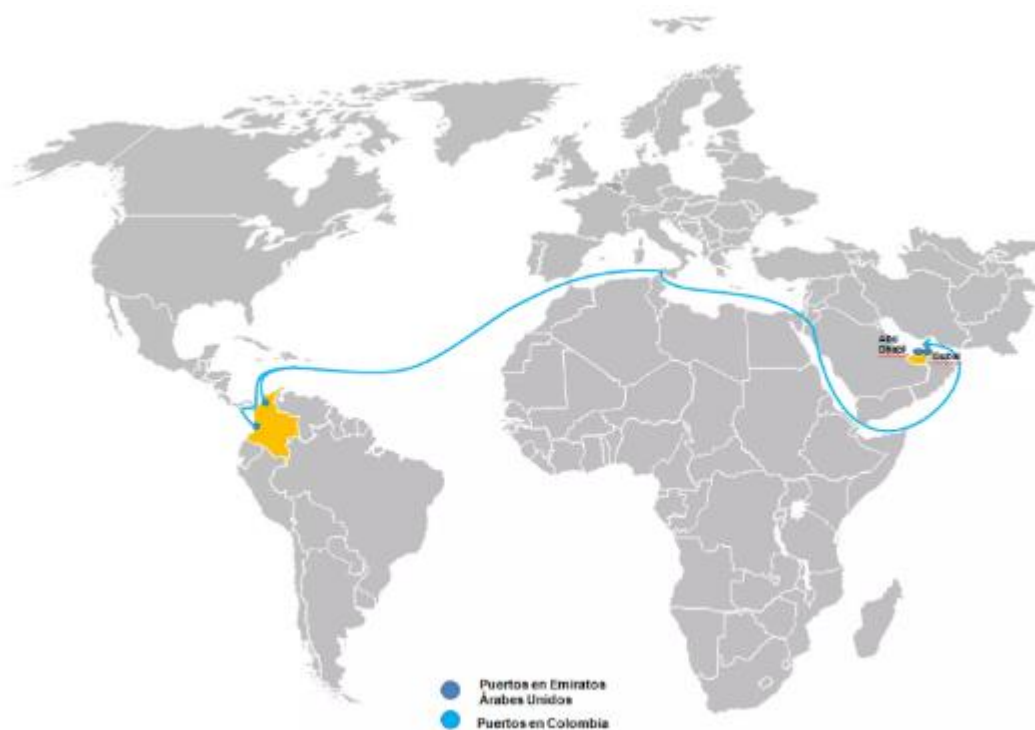 Abu
Dhabi
Dubai
Puertos en Emiratos
Árabes Unidos
Puertos en Colombia